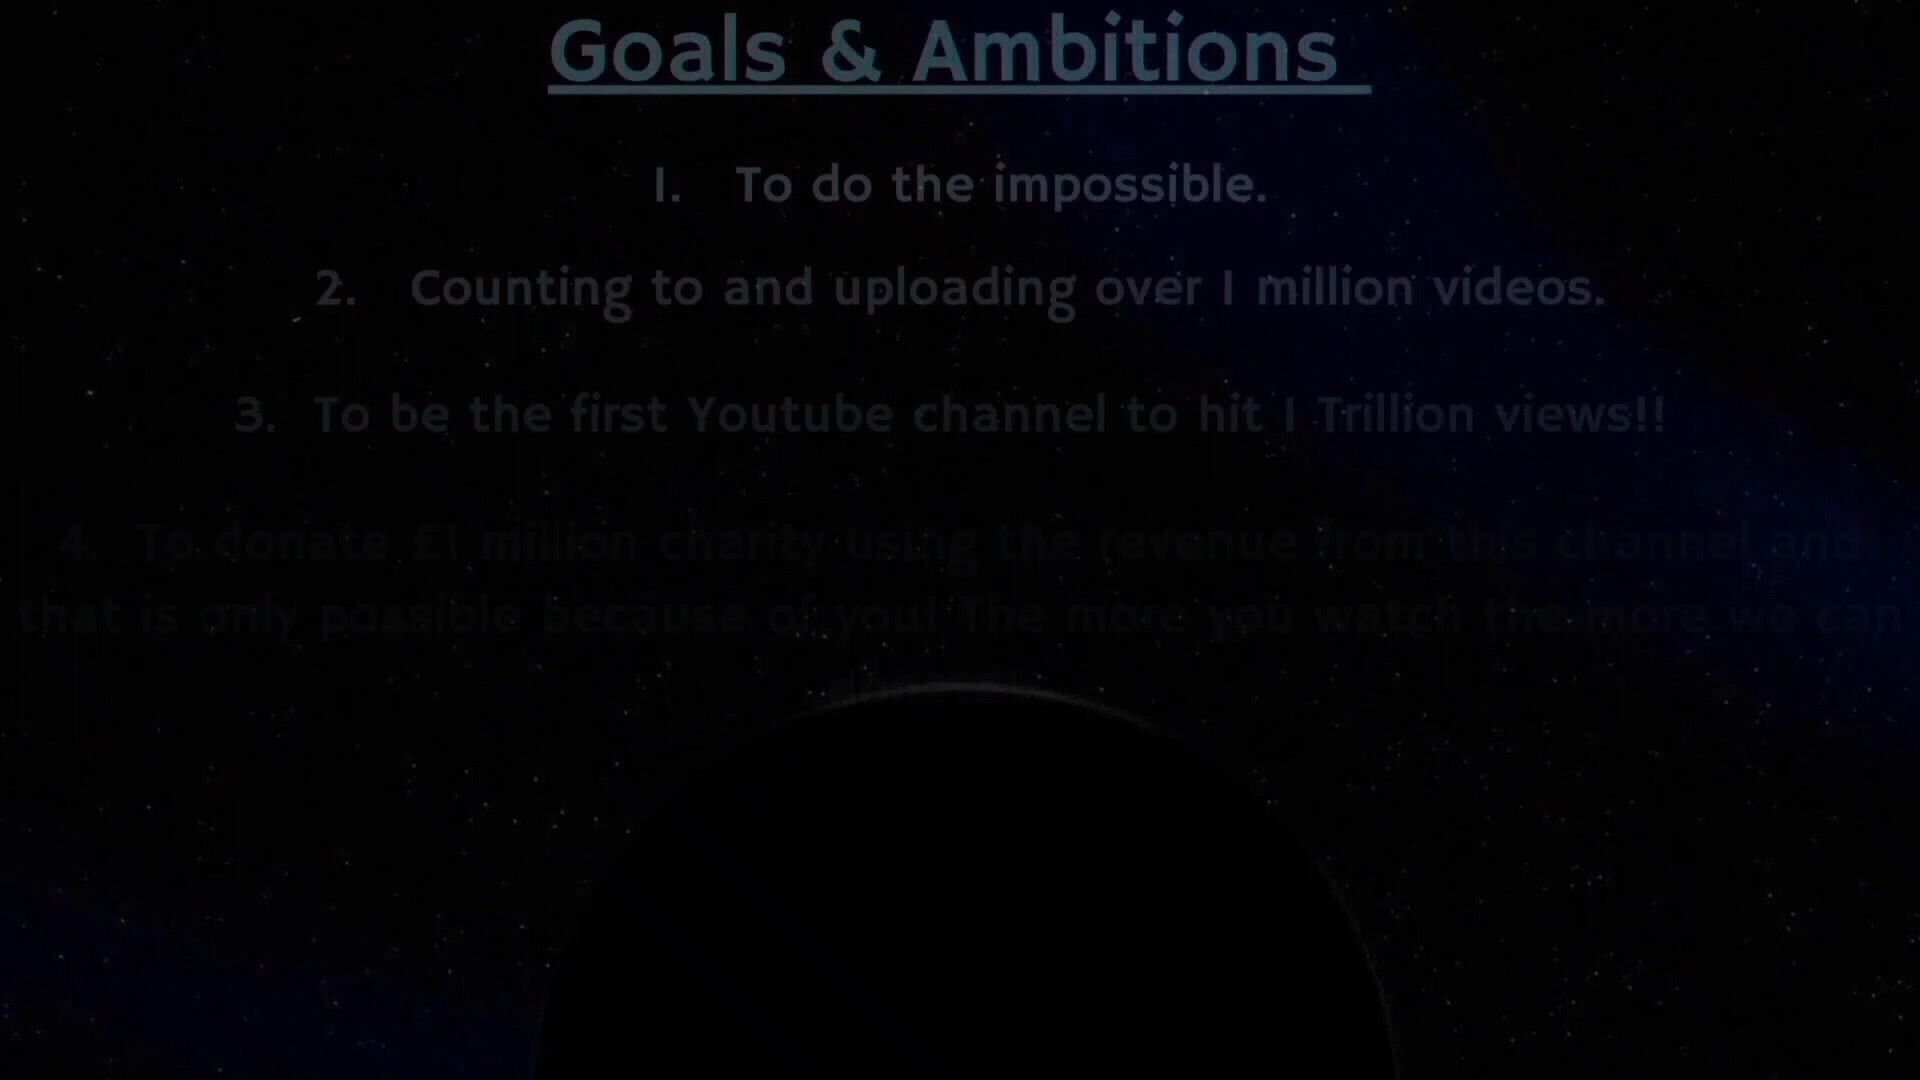 Goals & Ambitions
1. To do the impossible.
2. Counting to and uploading over 1 million videos.
3. To be the first Youtube channel to hit 1 Trillion views!!
4. To donate £1 million charity using the revenue from this channel and
that is only possible because of you! The more you watch the more we can